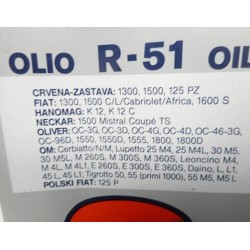 OLIO R-51 OIL
CRVENA-ZASTAVA: 1300, 1500, 125 PZ
FIAT: 1300, 1500 C/L/Cabriolet/Africa, 1600 S
HANOMAG: K 12, K 12 C
NECKAR: 1500 Mistral Coupé TS
OLIVER: OC-3G, OC-3D, OC-4G, OC-4D, OC-46-3G,
OC-96D, 1550, 1550D, 1555, 1800, 1800D
OM: Cerbiatto/N/M, Lupetto 25 M4, 25 M4L, 30 M5,
30 M5L, M 260S, M 300S, M 360S, Leoncino M4,
M 4L, M 4L1, E 260S, E 300S, E 360S, Daino, L, L1,
45 L, 45 L1, Tigrotto 50, 55 (primi 1000), 55 M5, M5 L
POLSKI FIAT: 125 P